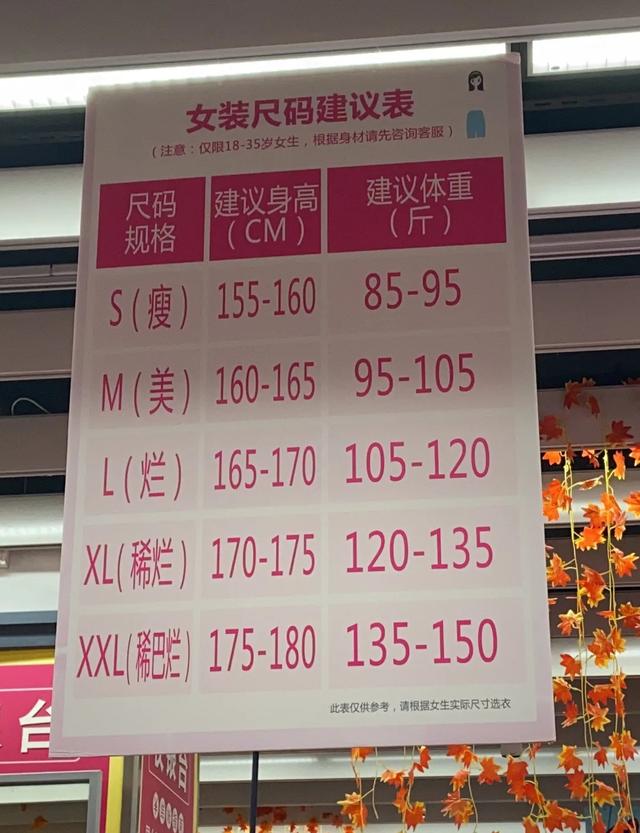 女装尺码建议表
(注意：仅限18-35岁女生，根据身材请先咨询客服)
尺码规格 建议身高(CM) 建议体重(斤)
S(瘦) 155-160 85-95
M(美) 160-165 95-105
L(烂) 165-170 105-120
XL(稀烂) 170-175 120-135
XXL(稀巴烂) 175-180 135-150
此表仅供参考，请根据女生实际尺寸选衣
台